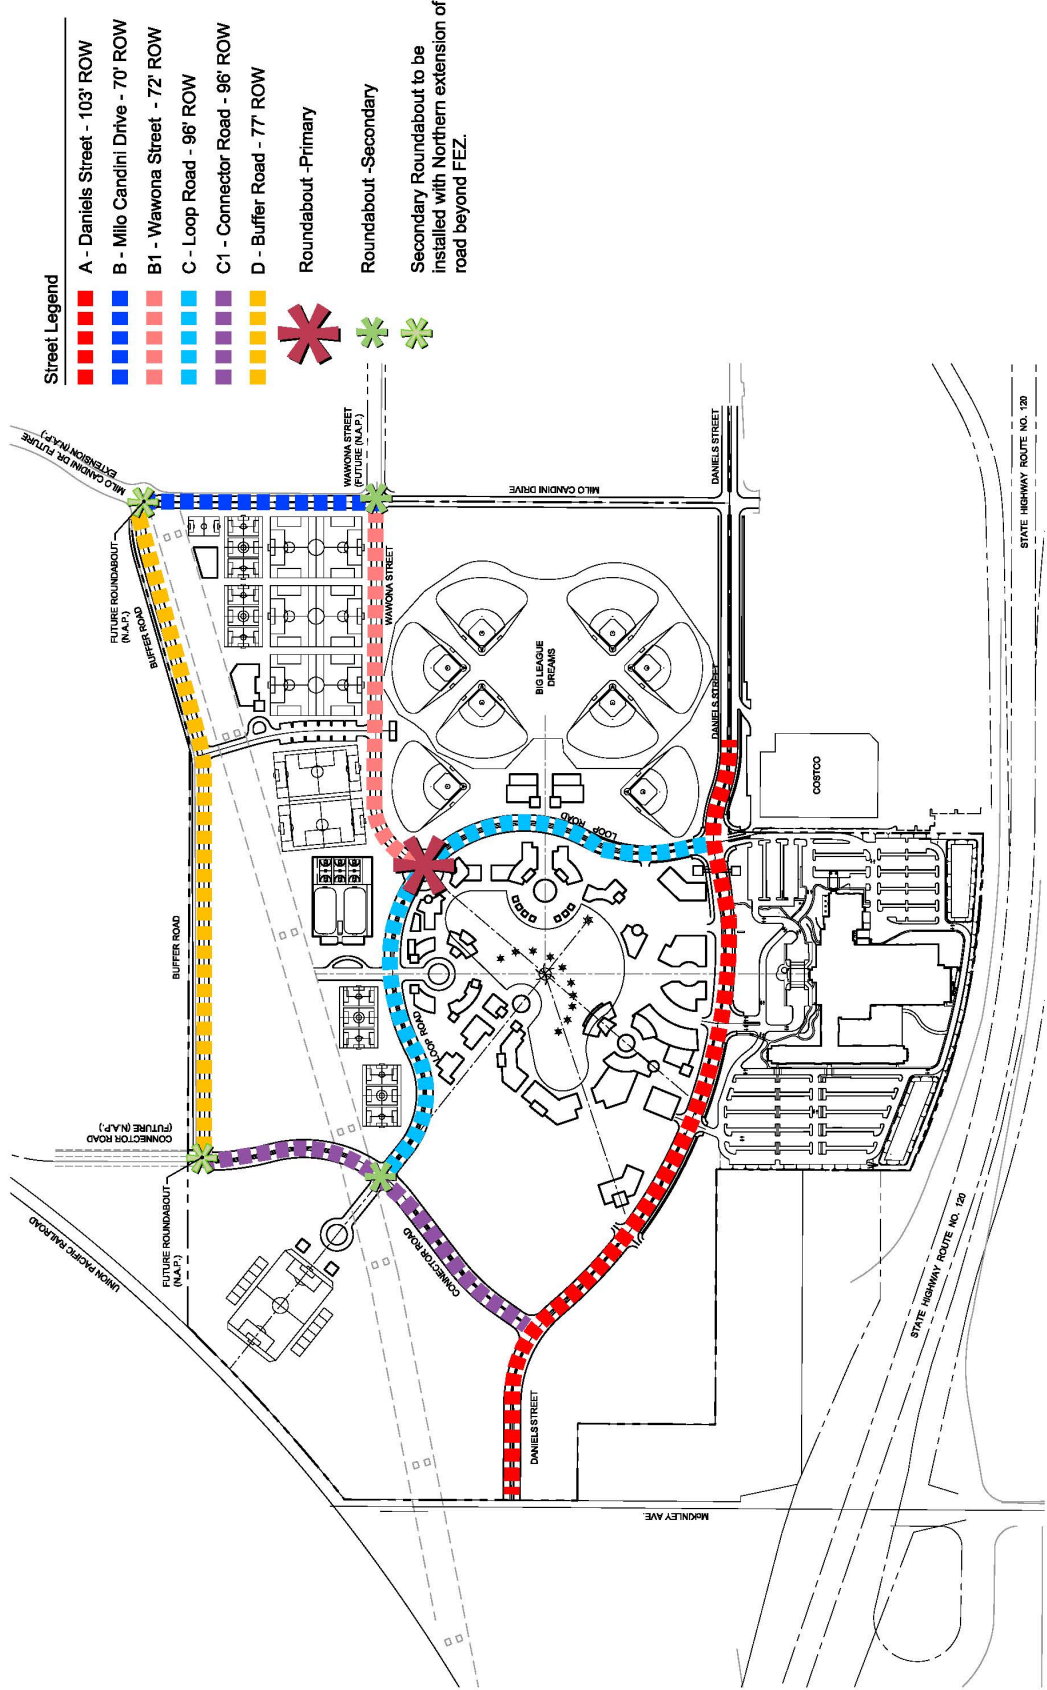 Street Legend
A - Daniels Street - 103' ROW
B - Milo Candini Drive - 70' ROW
B1 - Wawona Street - 72' ROW
C - Loop Road - 96' ROW
C1 - Connector Road - 96' ROW
D - Buffer Road - 77' ROW
Roundabout -Primary
Roundabout -Secondary
Secondary Roundabout to be
installed with Northern extension of
road beyond FEZ.
MILO CANDINI DR. FUTURE
EXTENSION (N.A.P.)
FUTURE ROUNDABOUT
(N.A.P.)
BUFFER ROAD
WAWONA STREET
(FUTURE (N.A.P.)
MILO CANDINI DRIVE
DANIELS STREET
WAWONA STREET
BIG LEAGUE
DREAMS
DANIELS STREET
COSTCO
LOOP ROAD
BUFFER ROAD
LOOP ROAD
CONNECTOR ROAD
(FUTURE (N.A.P.)
FUTURE ROUNDABOUT
(N.A.P.)
UNION PACIFIC RAILROAD
CONNECTOR ROAD
DANIELS STREET
McKINLEY AVE.
STATE HIGHWAY ROUTE NO. 120
STATE HIGHWAY ROUTE NO. 120